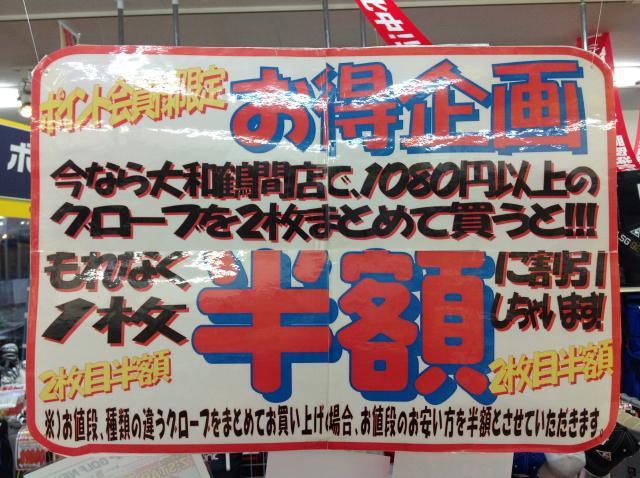 ポイント会員様限定
お得企画
今なら大和鶴間店で、1080円以上の
グローブを2枚まとめて買うと!!!
もれなく
1枚
半額
に割引
しちゃいます!
2枚目半額
2枚目半額
※)お値段、種類の違うグローブをまとめてお買い上げの場合、お値段のお安い方を半額とさせていただきます。